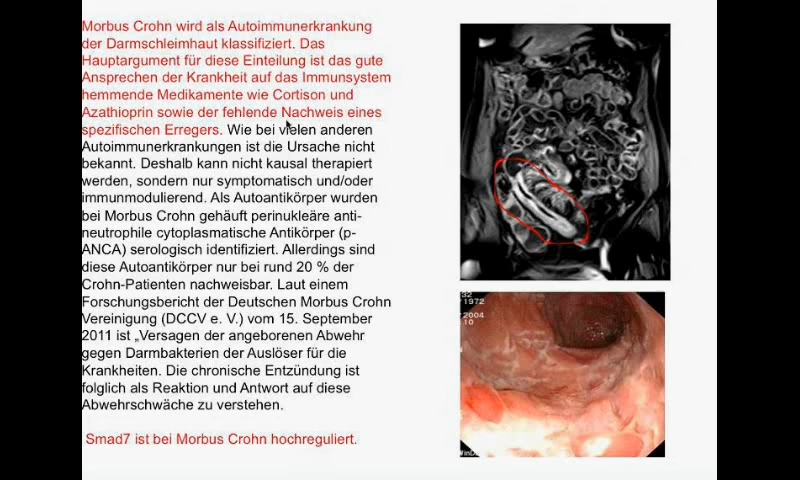 Morbus Crohn wird als Autoimmunerkrankung
der Darmschleimhaut klassifiziert. Das
Hauptargument für diese Einteilung ist das gute
Ansprechen der Krankheit auf das Immunsystem
hemmende Medikamente wie Cortison und
Azathioprin sowie der fehlende Nachweis eines
spezifischen Erregers. Wie bei vielen anderen
Autoimmunerkrankungen ist die Ursache nicht
bekannt. Deshalb kann nicht kausal therapiert
werden, sondern nur symptomatisch und/oder
immunmodulierend. Als Autoantikörper wurden
bei Morbus Crohn gehäuft perinukleäre anti-
neutrophile cytoplasmatische Antikörper (p-
ANCA) serologisch identifiziert. Allerdings sind
diese Autoantikörper nur bei rund 20 % der
Crohn-Patienten nachweisbar. Laut einem
Forschungsbericht der Deutschen Morbus Crohn
Vereinigung (DCCV e. V.) vom 15. September
2011 ist „Versagen der angeborenen Abwehr
gegen Darmbakterien der Auslöser für die
Krankheiten. Die chronische Entzündung ist
folglich als Reaktion und Antwort auf diese
Abwehrschwäche zu verstehen.
Smad7 ist bei Morbus Crohn hochreguliert.
32
1972
2004
10